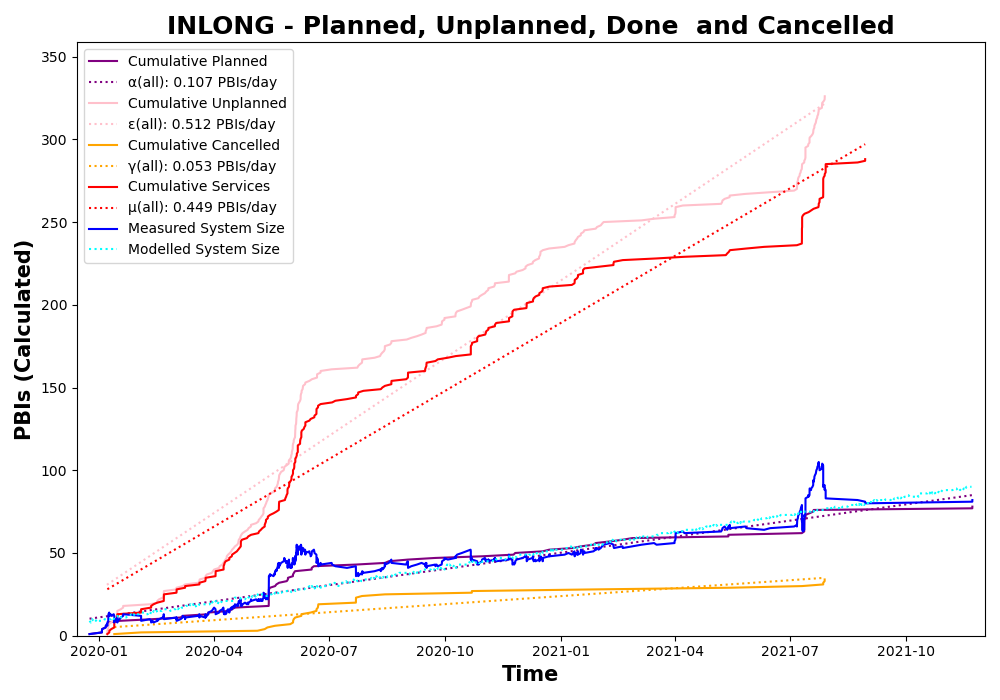 INLONG - Planned, Unplanned, Done  and Cancelled
PBIs (Calculated)
350
300
250
200
150
100
50
0
Cumulative Planned
α(all): 0.107 PBIs/day
Cumulative Unplanned
ε(all): 0.512 PBIs/day
Cumulative Cancelled
γ(all): 0.053 PBIs/day
Cumulative Services
μ(all): 0.449 PBIs/day
Measured System Size
Modelled System Size
2020-01 2020-04 2020-07 2020-10 2021-01 2021-04 2021-07 2021-10
Time